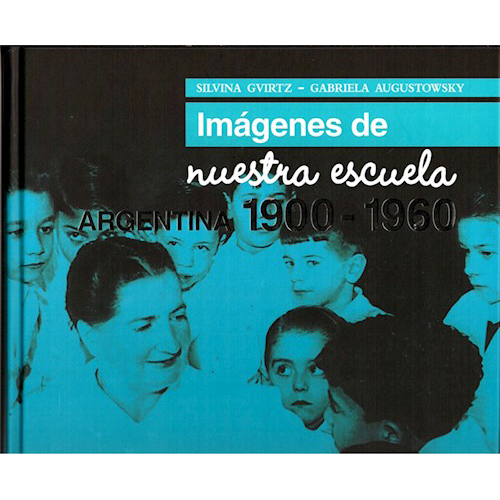 SILVINA GVIRTZ – GABRIELA AUGUSTOWSKY
Imágenes de
nuestra escuela
ARGENTINA 1900 - 1960